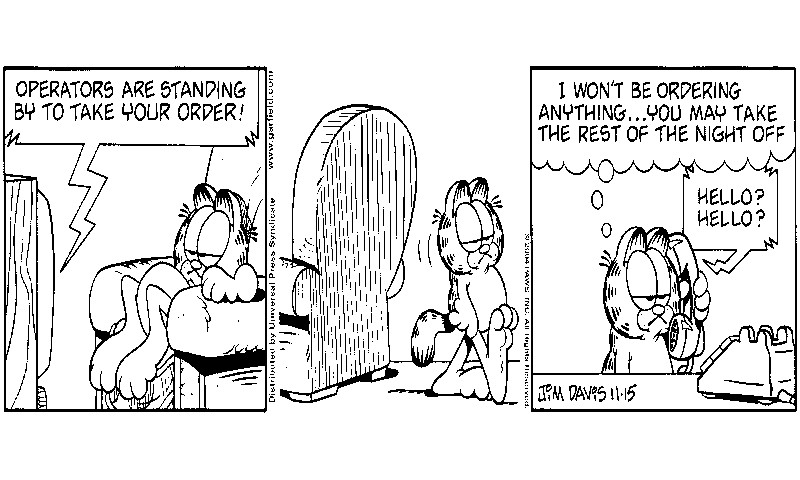 OPERATORS ARE STANDING
BY TO TAKE YOUR ORDER!
www.garfield.com
Distributed by Universal Press Syndicate
I WON'T BE ORDERING
ANYTHING...YOU MAY TAKE
THE REST OF THE NIGHT OFF
HELLO?
HELLO?
JIM DAVIS 11-15